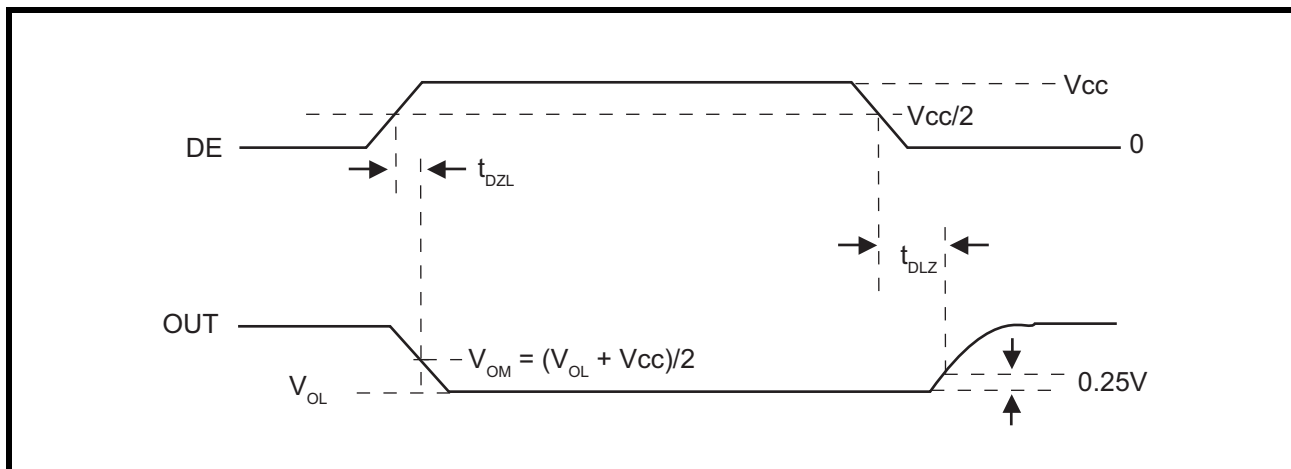 Vcc
Vcc/2
DE
0
tDZL
tDLZ
OUT
VOM = (VOL + Vcc)/2
VOL
0.25V